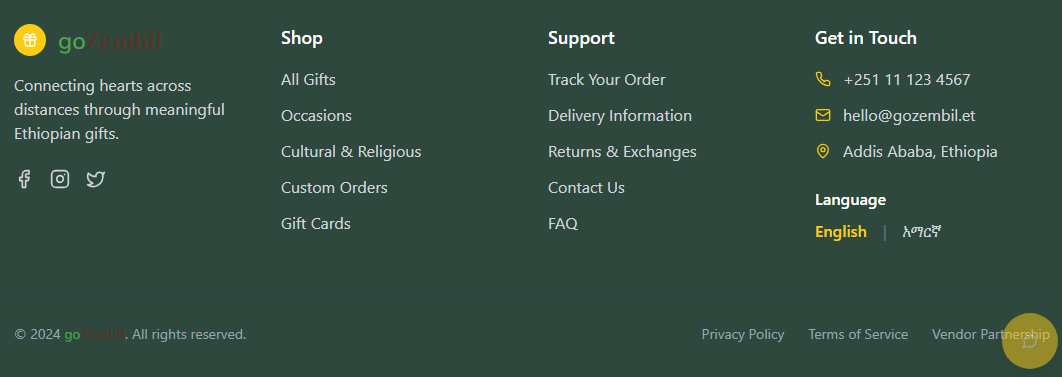 goZembil
Connecting hearts across
distances through meaningful
Ethiopian gifts.
Shop
All Gifts
Occasions
Cultural & Religious
Custom Orders
Gift Cards
Support
Track Your Order
Delivery Information
Returns & Exchanges
Contact Us
FAQ
Get in Touch
+251 11 123 4567
hello@gozembil.et
Addis Ababa, Ethiopia
Language
English | አማርኛ
© 2024 goZembil. All rights reserved.
Privacy Policy Terms of Service Vendor Partnership